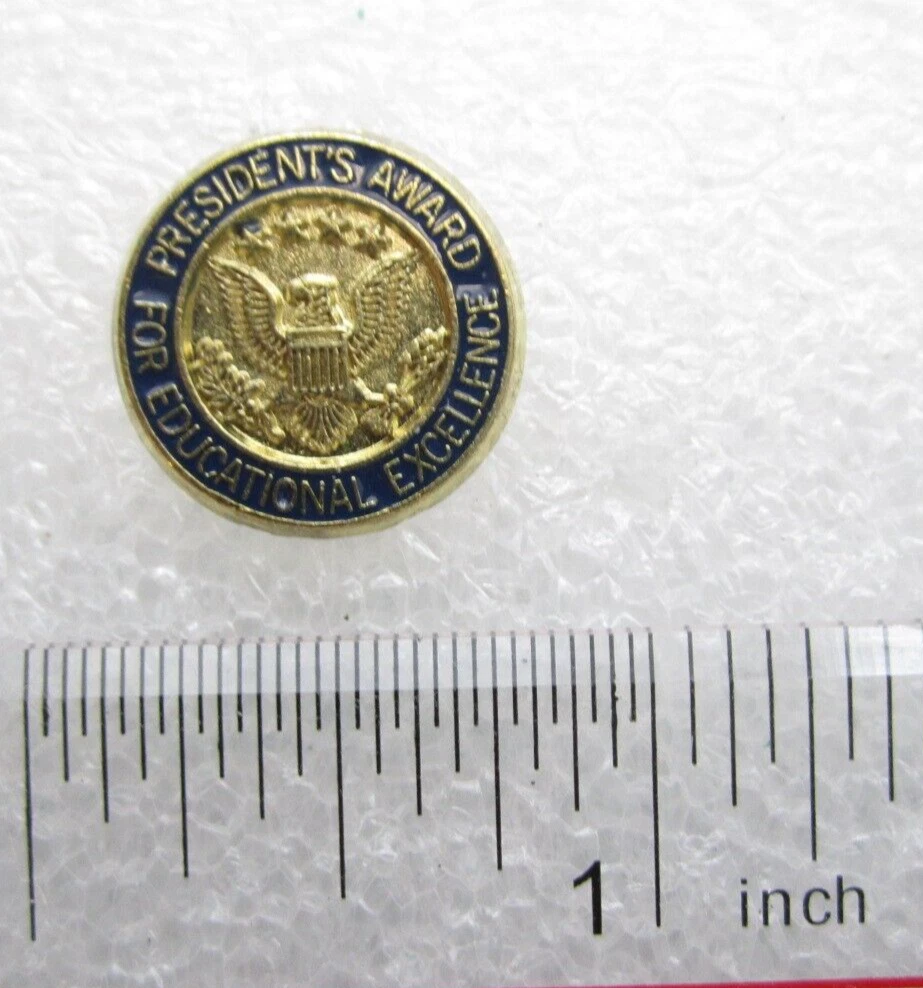 PRESIDENT'S AWARD
FOR EDUCATIONAL EXCELLENCE
1 inch